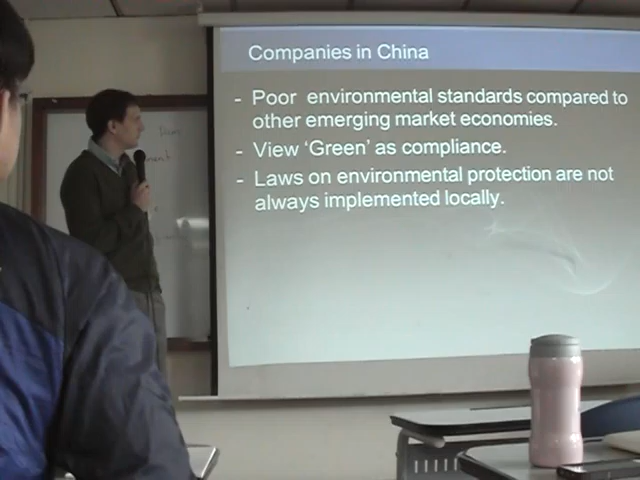 Companies in China
- Poor environmental standards compared to
other emerging market economies.
- View ‘Green’ as compliance.
- Laws on environmental protection are not
always implemented locally.